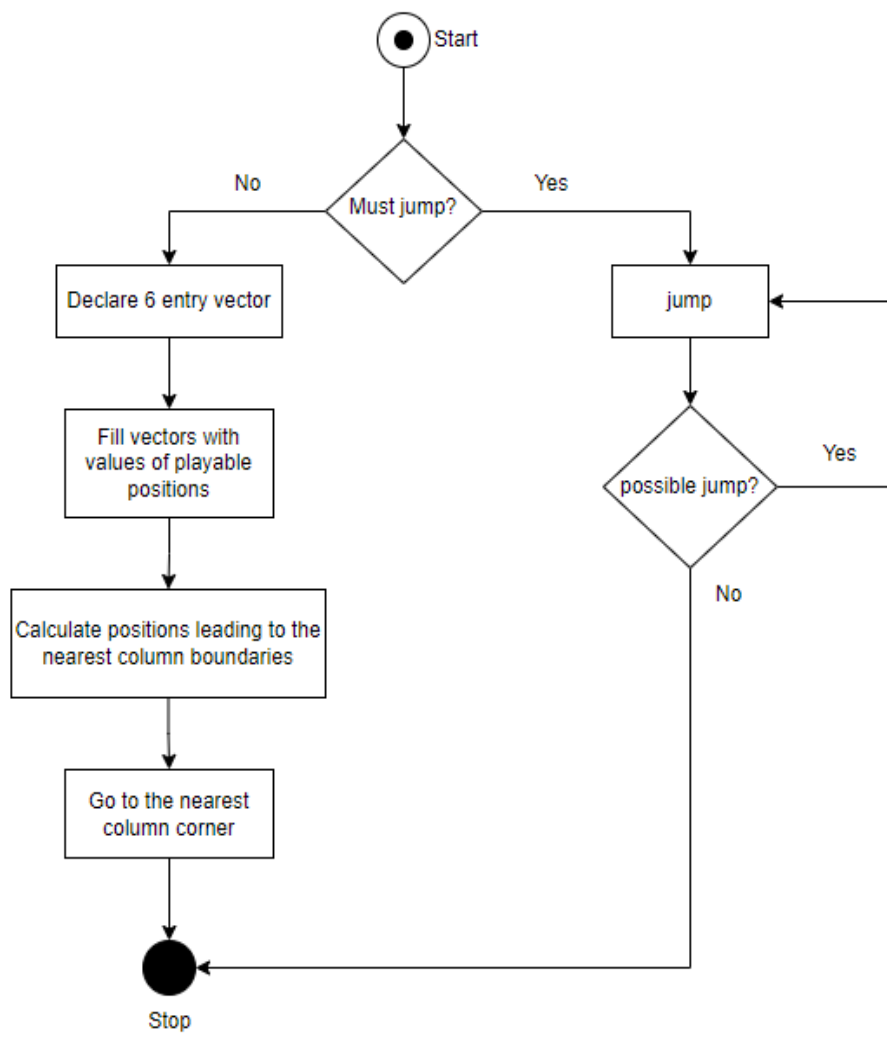 Start
Must jump?
No
Yes
Declare 6 entry vector
jump
Fill vectors with
values of playable
positions
possible jump?
Yes
No
Calculate positions leading to the
nearest column boundaries
Go to the nearest
column corner
Stop